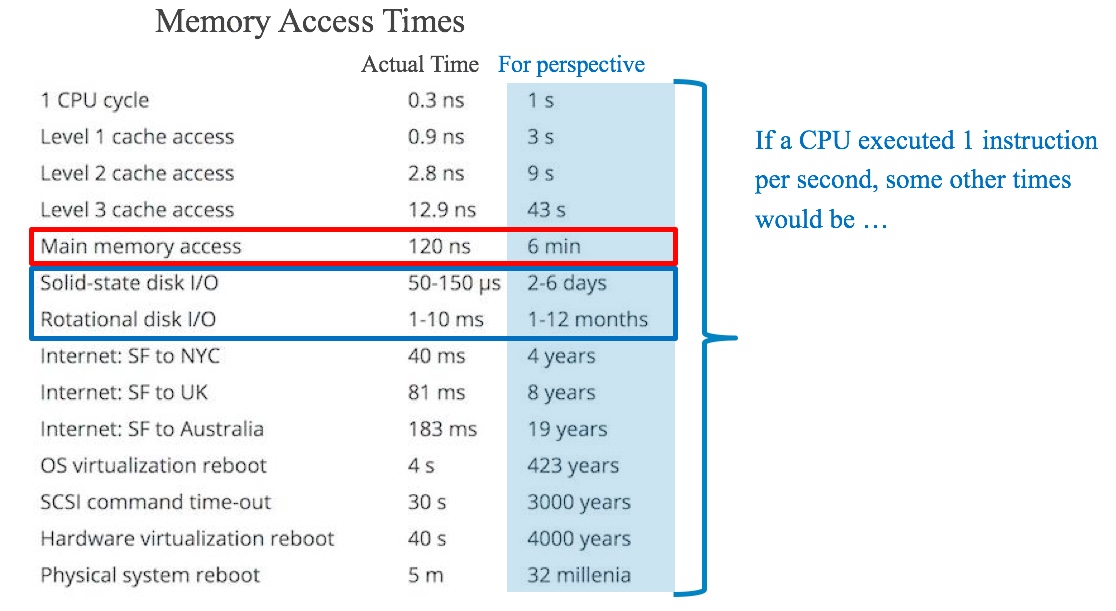 Memory Access Times
Actual Time For perspective
1 CPU cycle 0.3 ns 1 s
Level 1 cache access 0.9 ns 3 s
Level 2 cache access 2.8 ns 9 s
Level 3 cache access 12.9 ns 43 s
Main memory access 120 ns 6 min
Solid-state disk I/O 50-150 μs 2-6 days
Rotational disk I/O 1-10 ms 1-12 months
Internet: SF to NYC 40 ms 4 years
Internet: SF to UK 81 ms 8 years
Internet: SF to Australia 183 ms 19 years
OS virtualization reboot 4 s 423 years
SCSI command time-out 30 s 3000 years
Hardware virtualization reboot 40 s 4000 years
Physical system reboot 5 m 32 millenia
If a CPU executed 1 instruction
per second, some other times
would be …